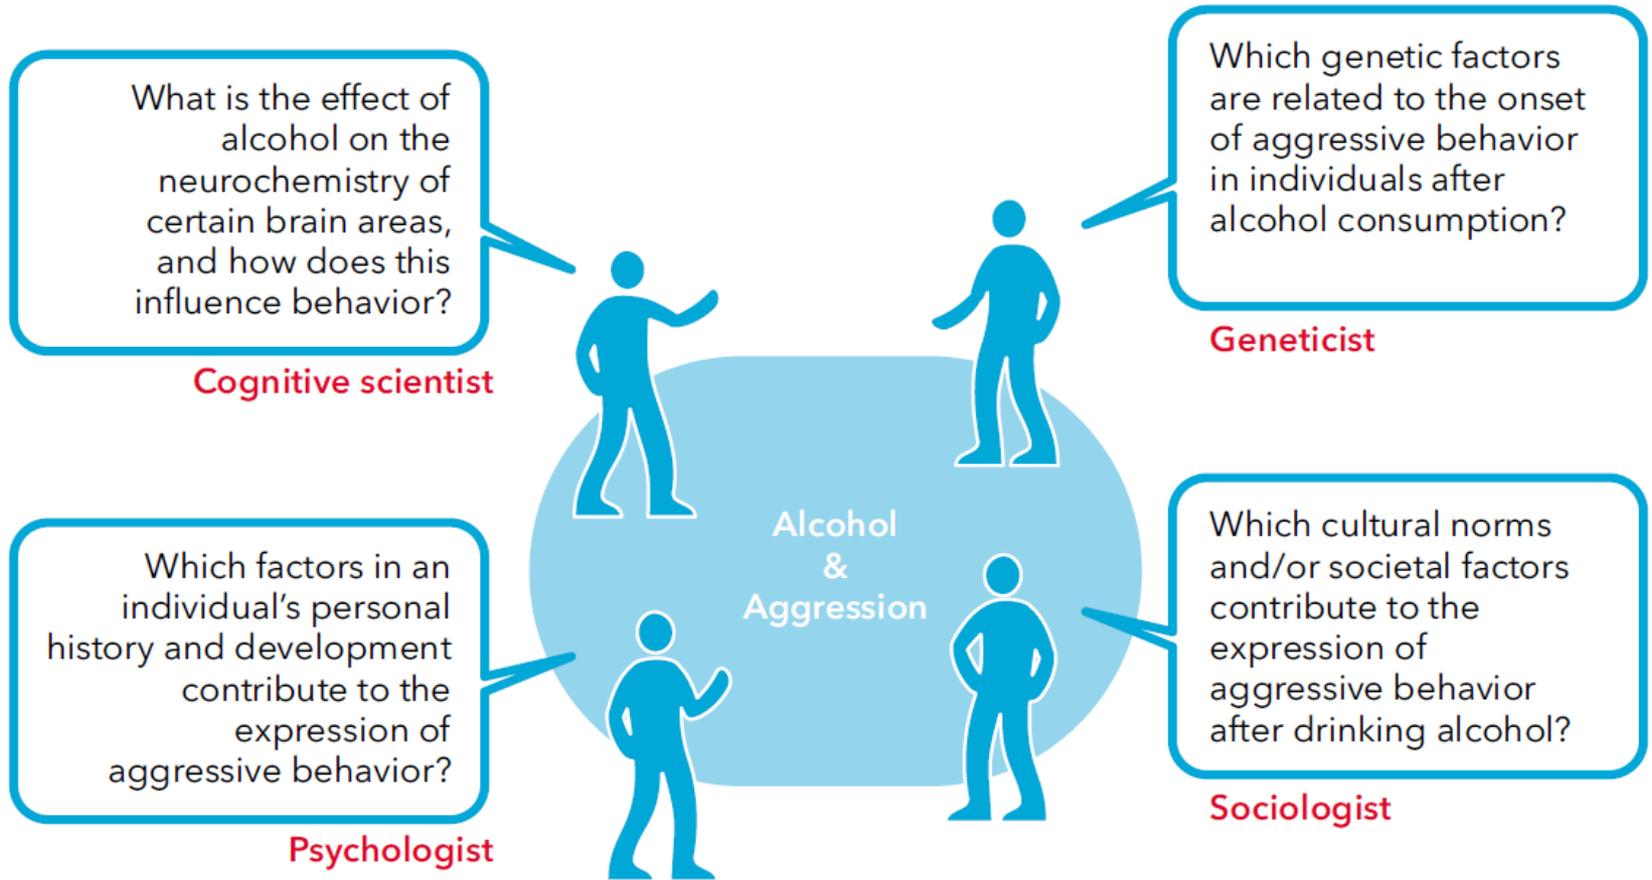 What is the effect of
alcohol on the
neurochemistry of
certain brain areas,
and how does this
influence behavior?
Cognitive scientist
Which genetic factors
are related to the onset
of aggressive behavior
in individuals after
alcohol consumption?
Geneticist
Alcohol
&
Aggression
Which factors in an
individual’s personal
history and development
contribute to the
expression of
aggressive behavior?
Psychologist
Which cultural norms
and/or societal factors
contribute to the
expression of
aggressive behavior
after drinking alcohol?
Sociologist